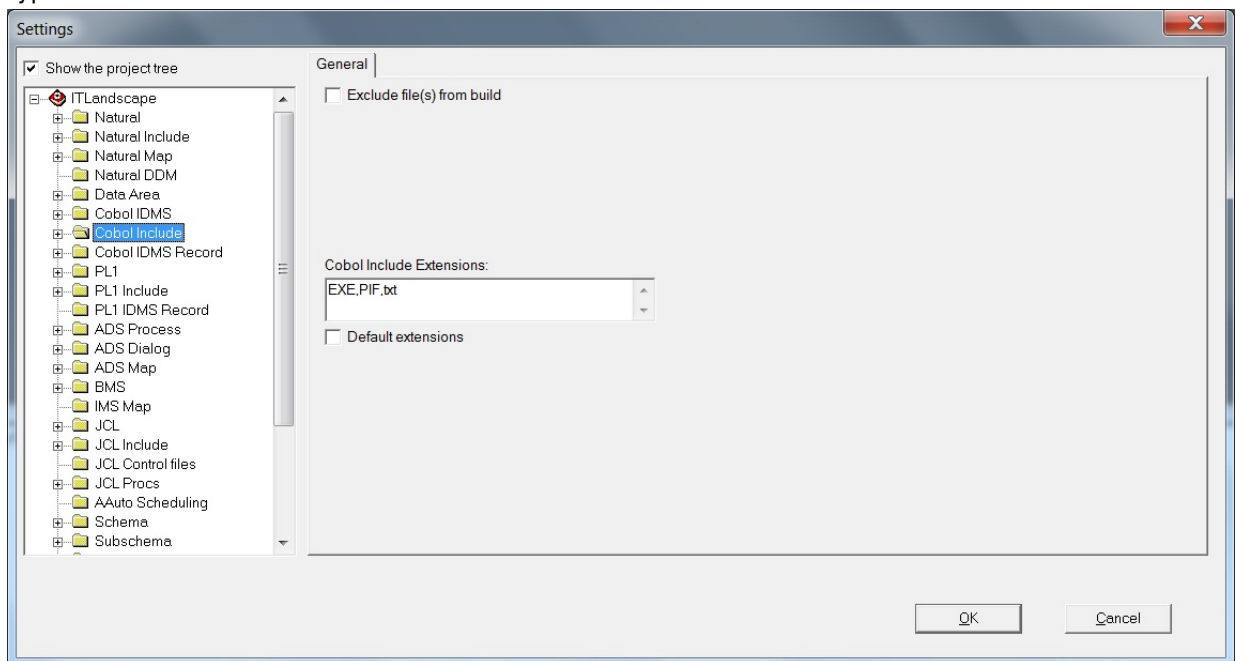 Settings
Show the project tree
ITLandscape
Natural
Natural Include
Natural Map
Natural DDM
Data Area
Cobol IDMS
Cobol Include
Cobol IDMS Record
PL1
PL1 Include
PL1 IDMS Record
ADS Process
ADS Dialog
ADS Map
BMS
IMS Map
JCL
JCL Include
JCL Control files
JCL Procs
AAuto Scheduling
Schema
Subschema
General
Exclude file(s) from build
Cobol Include Extensions:
EXE,PIF,txt
Default extensions
OK
Cancel